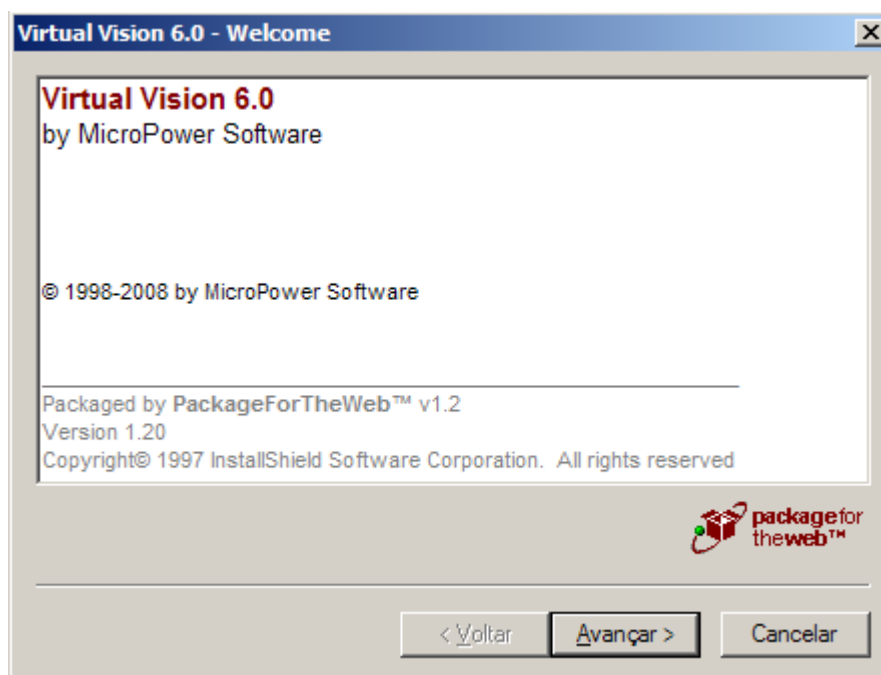 Virtual Vision 6.0 - Welcome
Virtual Vision 6.0
by MicroPower Software
© 1998-2008 by MicroPower Software
Packaged by PackageForTheWeb™ v1.2
Version 1.20
Copyright© 1997 InstallShield Software Corporation.  All rights reserved
packagefor
theweb™
< Voltar
Avançar >
Cancelar